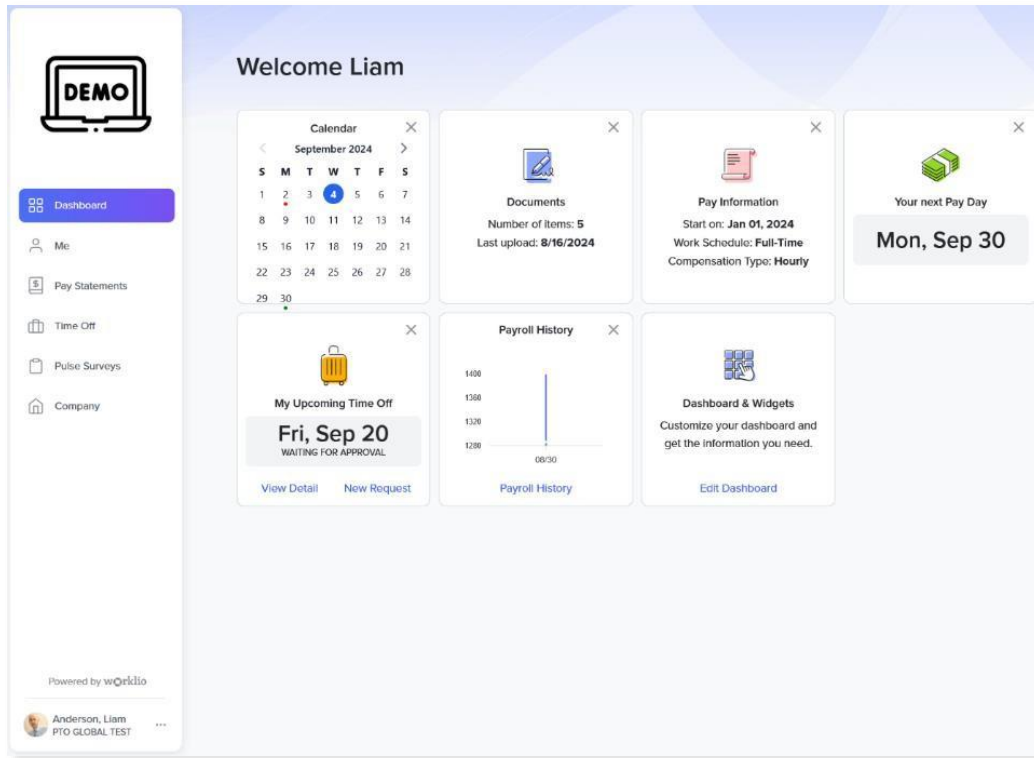 DEMO
Dashboard
Me
Pay Statements
Time Off
Pulse Surveys
Company
Powered by worklio
Anderson, Liam
PTO GLOBAL TEST
Welcome Liam
Calendar
September 2024
S M T W T F S
1 2 3 4 5 6 7
8 9 10 11 12 13 14
15 16 17 18 19 20 21
22 23 24 25 26 27 28
29 30
Documents
Number of items: 5
Last upload: 8/16/2024
Pay Information
Start on: Jan 01, 2024
Work Schedule: Full-Time
Compensation Type: Hourly
Your next Pay Day
Mon, Sep 30
My Upcoming Time Off
Fri, Sep 20
WAITING FOR APPROVAL
View Detail New Request
Payroll History
1400
1360
1320
1280
08/30
Payroll History
Dashboard & Widgets
Customize your dashboard and
get the information you need.
Edit Dashboard